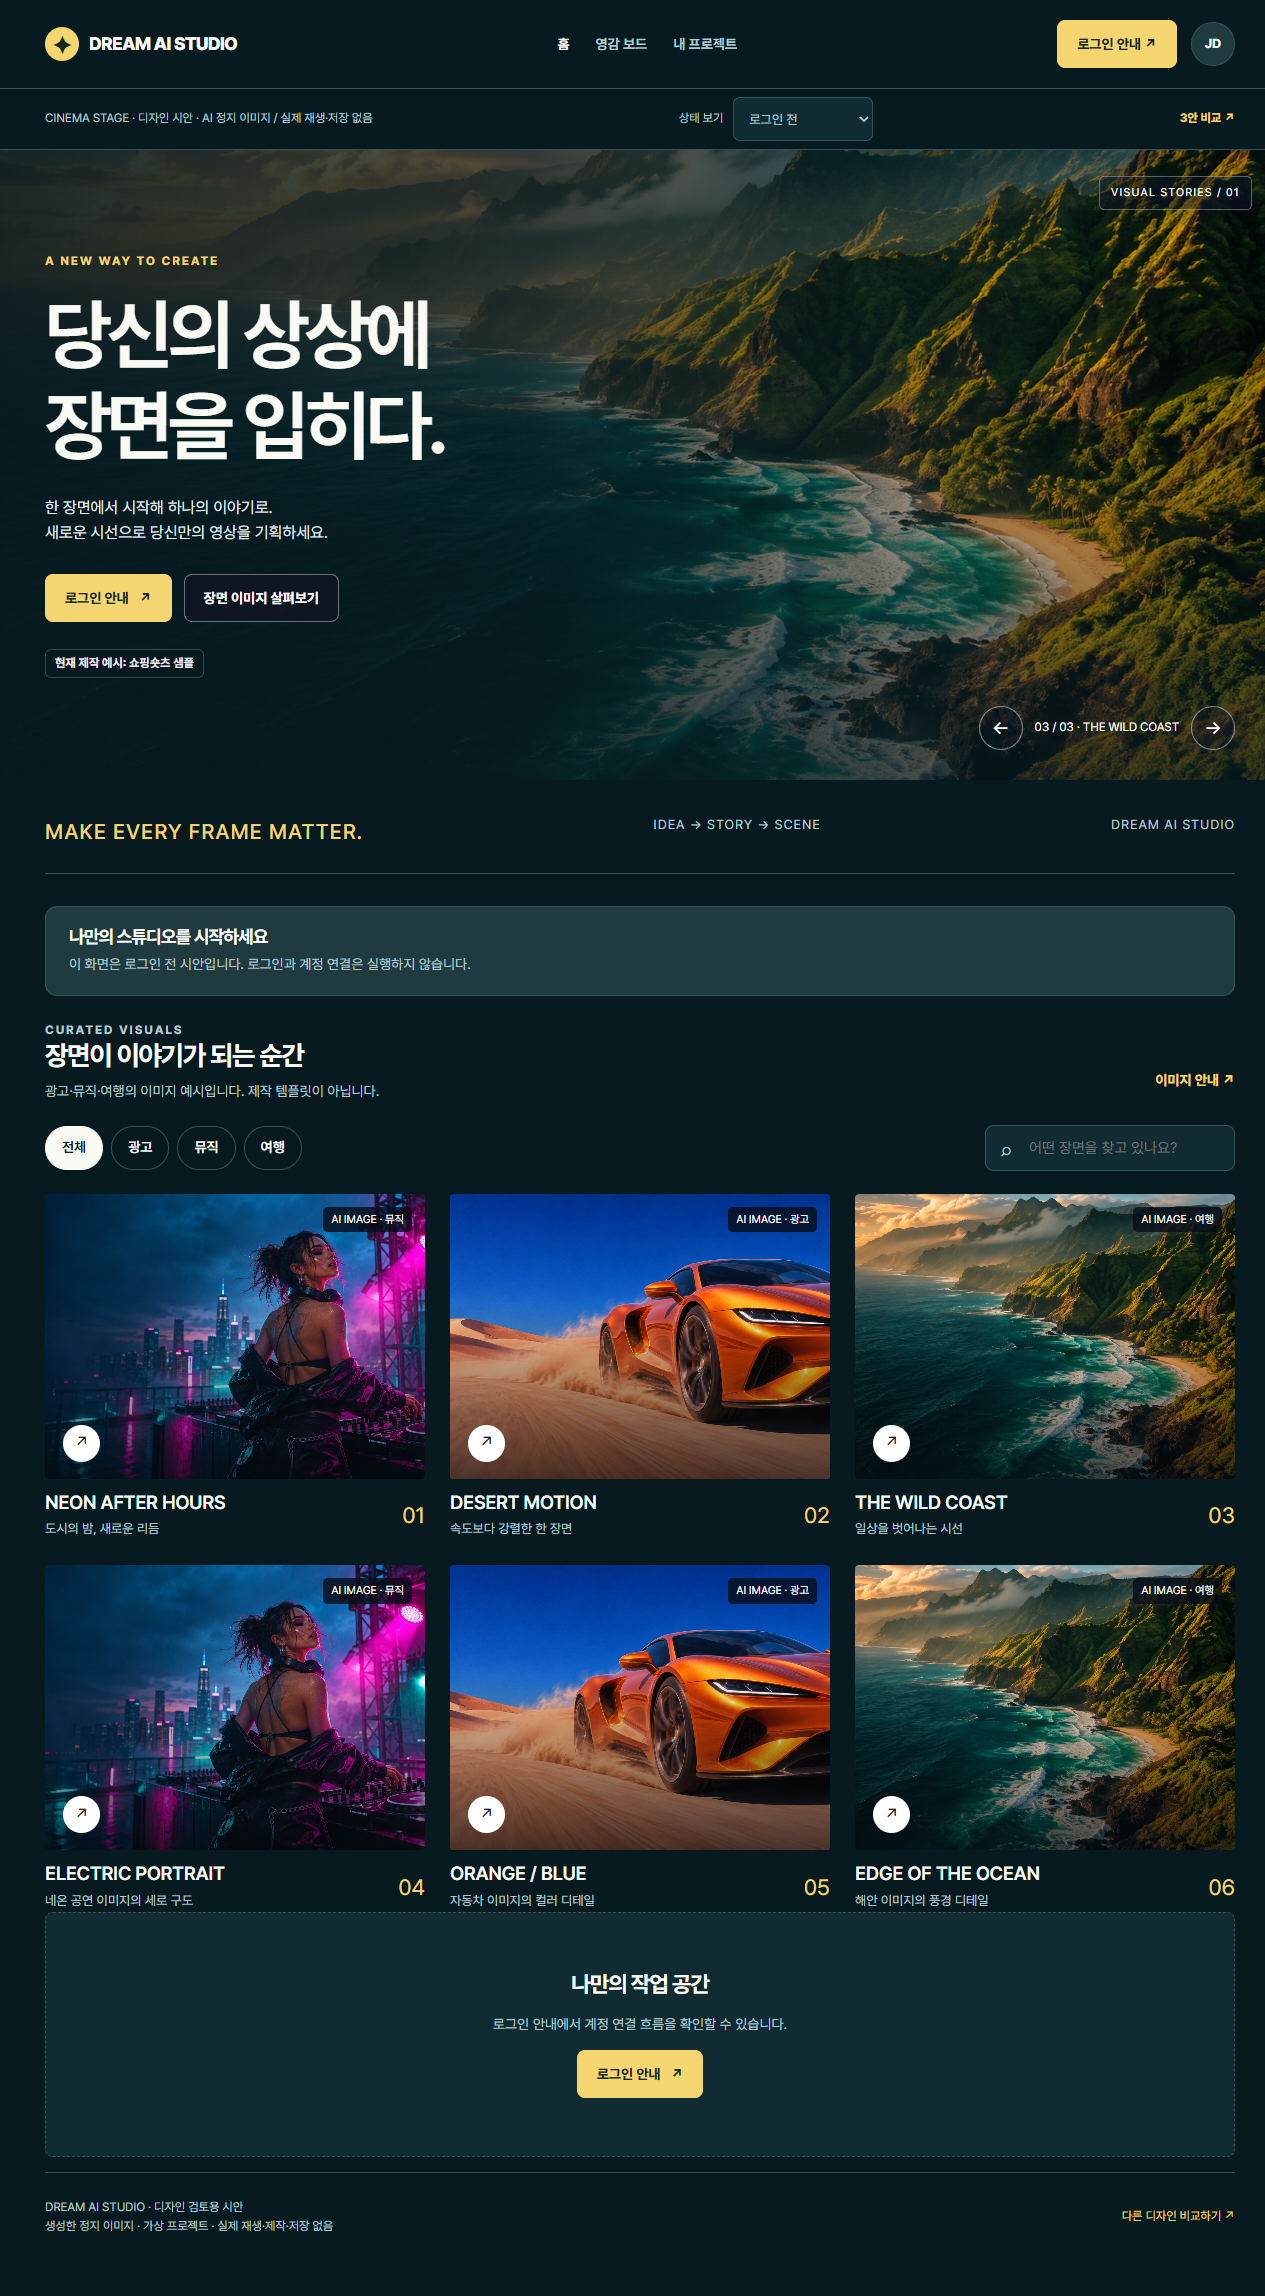 DREAM AI STUDIO
홈 영감 보드 내 프로젝트
로그인 안내 ↗
JD
CINEMA STAGE · 디자인 시안 · AI 정지 이미지 / 실제 재생·저장 없음
상태 보기
로그인 전
3안 비교 ↗
VISUAL STORIES / 01
A NEW WAY TO CREATE
당신의 상상에
장면을 입히다.
한 장면에서 시작해 하나의 이야기로.
새로운 시선으로 당신만의 영상을 기획하세요.
로그인 안내 ↗
장면 이미지 살펴보기
현재 제작 예시: 쇼핑숏츠 샘플
← 03 / 03 · THE WILD COAST →
MAKE EVERY FRAME MATTER.
IDEA → STORY → SCENE
DREAM AI STUDIO
나만의 스튜디오를 시작하세요
이 화면은 로그인 전 시안입니다. 로그인과 계정 연결은 실행하지 않습니다.
CURATED VISUALS
장면이 이야기가 되는 순간
광고·뮤직·여행의 이미지 예시입니다. 제작 템플릿이 아닙니다.
이미지 안내 ↗
전체 광고 뮤직 여행
어떤 장면을 찾고 있나요?
AI IMAGE · 뮤직
AI IMAGE · 광고
AI IMAGE · 여행
NEON AFTER HOURS
도시의 밤, 새로운 리듬
01
DESERT MOTION
속도보다 강렬한 한 장면
02
THE WILD COAST
일상을 벗어나는 시선
03
AI IMAGE · 뮤직
AI IMAGE · 광고
AI IMAGE · 여행
ELECTRIC PORTRAIT
네온 공연 이미지의 세로 구도
04
ORANGE / BLUE
자동차 이미지의 컬러 디테일
05
EDGE OF THE OCEAN
해안 이미지의 풍경 디테일
06
나만의 작업 공간
로그인 안내에서 계정 연결 흐름을 확인할 수 있습니다.
로그인 안내 ↗
DREAM AI STUDIO · 디자인 검토용 시안
생성한 정지 이미지 · 가상 프로젝트 · 실제 재생·제작·저장 없음
다른 디자인 비교하기 ↗